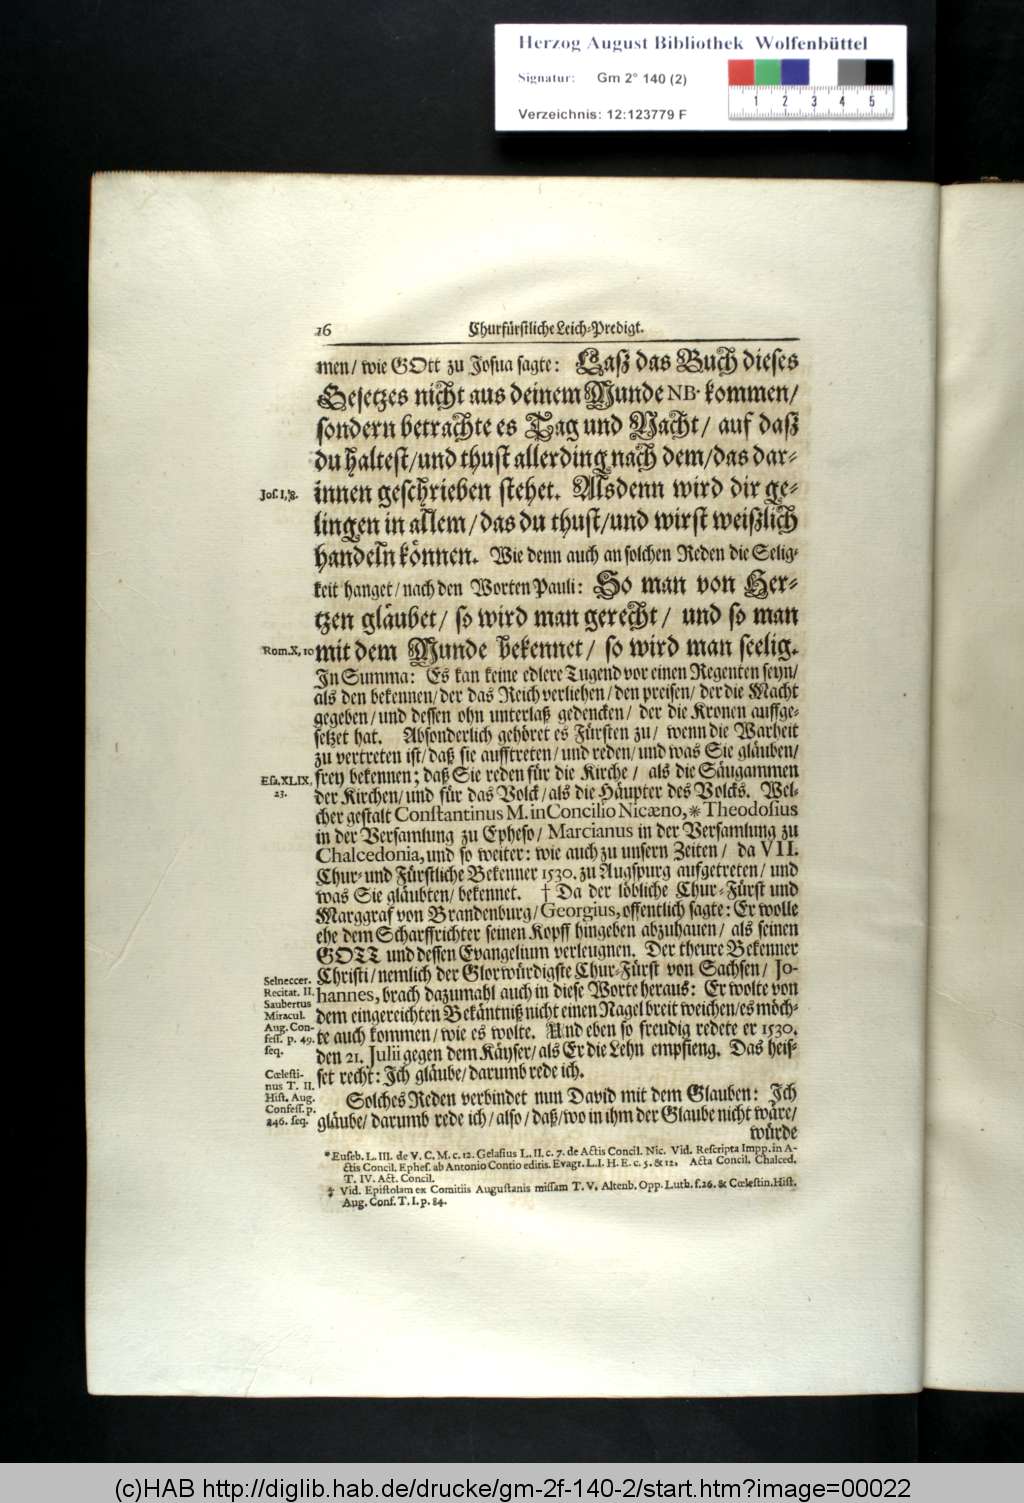 Herzog August Bibliothek Wolfenbüttel
Signatur: Gm 2° 140 (2)
Verzeichnis: 12:123779 F
1 2 3 4 5
16 Churfürstliche Leich-Predigt.
men/ wie GOtt zu Josua sagte: Laß das Buch dieses
Gesetzes nicht aus deinem Munde NB. kommen/
sondern betrachte es Tag und Nacht/ auf daß
du haltest/ und thust allerding nach dem/ das dar-
Jos. I, 8.
innen geschrieben stehet. Alsdenn wird dir ge-
lingen in allem/ das du thust/ und wirst weißlich
handeln können. Wie denn auch an solchen Reden die Selig-
keit hanget/ nach den Worten Pauli: So man von Her-
tzen gläubet/ so wird man gerecht/ und so man
Rom. X, 10
mit dem Munde bekennet/ so wird man seelig.
In Summa: Es kan keine edlere Tugend vor einen Regenten seyn/
als den bekennen/ der das Reich verliehen/ den preisen/ der die Macht
gegeben/ und dessen ohn unterlaß gedencken/ der die Kronen auffge-
setzet hat. Absonderlich gehöret es Fürsten zu/ wenn die Warheit
zu vertreten ist/ daß sie aufftreten/ und reden/ und was Sie gläuben/
Esa. XLIX,
23.
frey bekennen; daß Sie reden für die Kirche/ als die Säugammen
der Kirchen/ und für das Volck/ als die Häupter des Volcks. Wel-
cher gestalt Constantinus M. in Concilio Nicæno,* Theodosius
in der Versamlung zu Epheso/ Marcianus in der Versamlung zu
Chalcedonia, und so weiter: wie auch zu unsern Zeiten/ da VII.
Chur- und Fürstliche Bekenner 1530. zu Augspurg aufgetreten/ und
was Sie gläubten/ bekennet. † Da der löbliche Chur-Fürst und
Marggraf von Brandenburg/ Georgius, offentlich sagte: Er wolle
ehe dem Scharffrichter seinen Kopff hingeben abzuhauen/ als seinen
GOTT und dessen Evangelium verleugnen. Der theure Bekenner
Selneccer.
Recitat. II.
Saubertus
Miracul.
Aug. Con-
fess. p. 49.
seq.
Christi/ nemlich der Glorwürdigste Chur-Fürst von Sachsen/ Jo-
hannes, brach dazumahl auch in diese Worte heraus: Er wolte von
dem eingereichten Bekäntniß nicht einen Nagel breit weichen/ es möch-
te auch kommen/ wie es wolte. Und eben so freudig redete er 1530.
den 21. Julii gegen dem Käyser/ als Er die Lehn empfieng. Das heis-
Cœlesti-
nus T. II.
Hist. Aug.
Confess. p.
246. seq.
set recht: Ich gläube/ darumb rede ich.
Solches Reden verbindet nun David mit dem Glauben: Ich
gläube/ darumb rede ich/ also/ daß/ wo in ihm der Glaube nicht wäre/
würde
* Euseb. L. III. de V. C. M. c. 12. Gelasius L. II. c. 7. de Actis Concil. Nic. Vid. Rescripta Impp. in A-
ctis Concil. Ephes. ab Antonio Contio editis. Evagr. L. I. H. E. c. 5. & 12. Acta Concil. Chalced.
T. IV. Act. Concil.
† Vid. Epistolam ex Comitiis Augustanis missam T. V. Altenb. Opp. Luth. f. 26. & Cœlestin. Hist.
Aug. Conf. T. I. p. 84.
(c)HAB http://diglib.hab.de/drucke/gm-2f-140-2/start.htm?image=00022